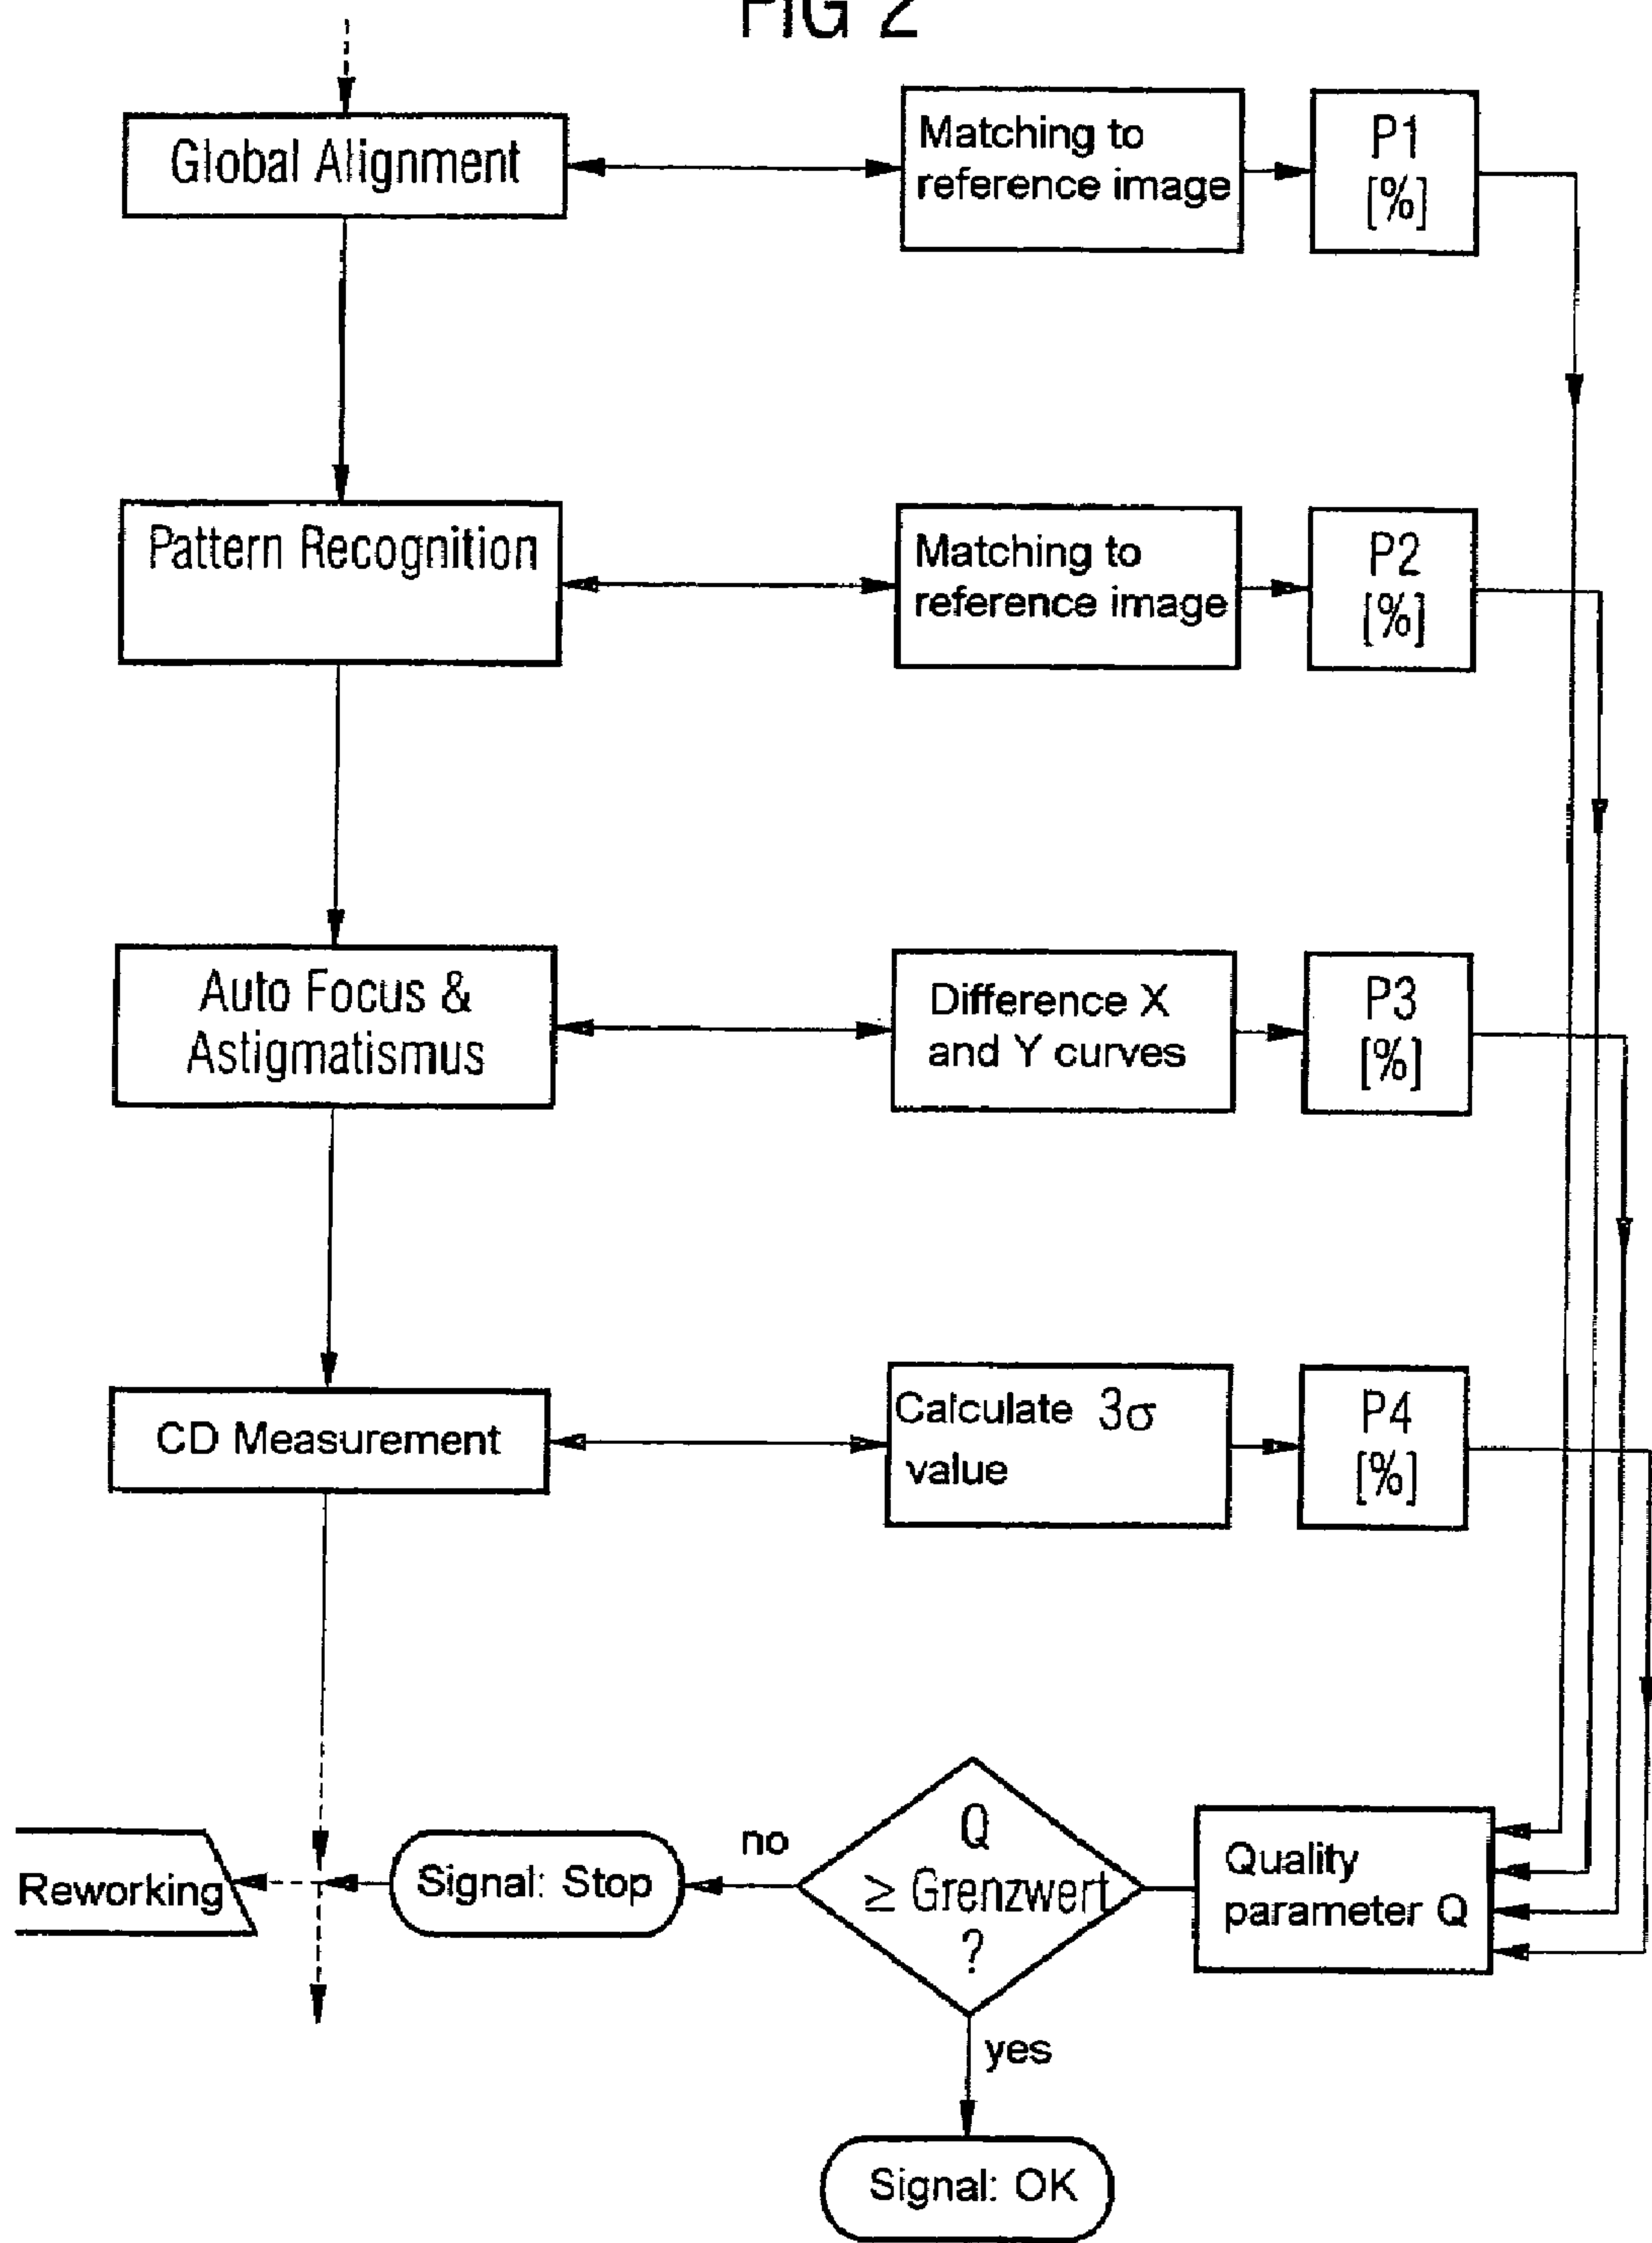 FIG 2
Global Alignment
Matching to
reference image
P1
[%]
Pattern Recognition
Matching to
reference image
P2
[%]
Auto Focus &
Astigmatismus
Difference X
and Y curves
P3
[%]
CD Measurement
Calculate 3σ
value
P4
[%]
Reworking
Signal: Stop
no
Q
≥ Grenzwert
?
Quality
parameter Q
yes
Signal: OK